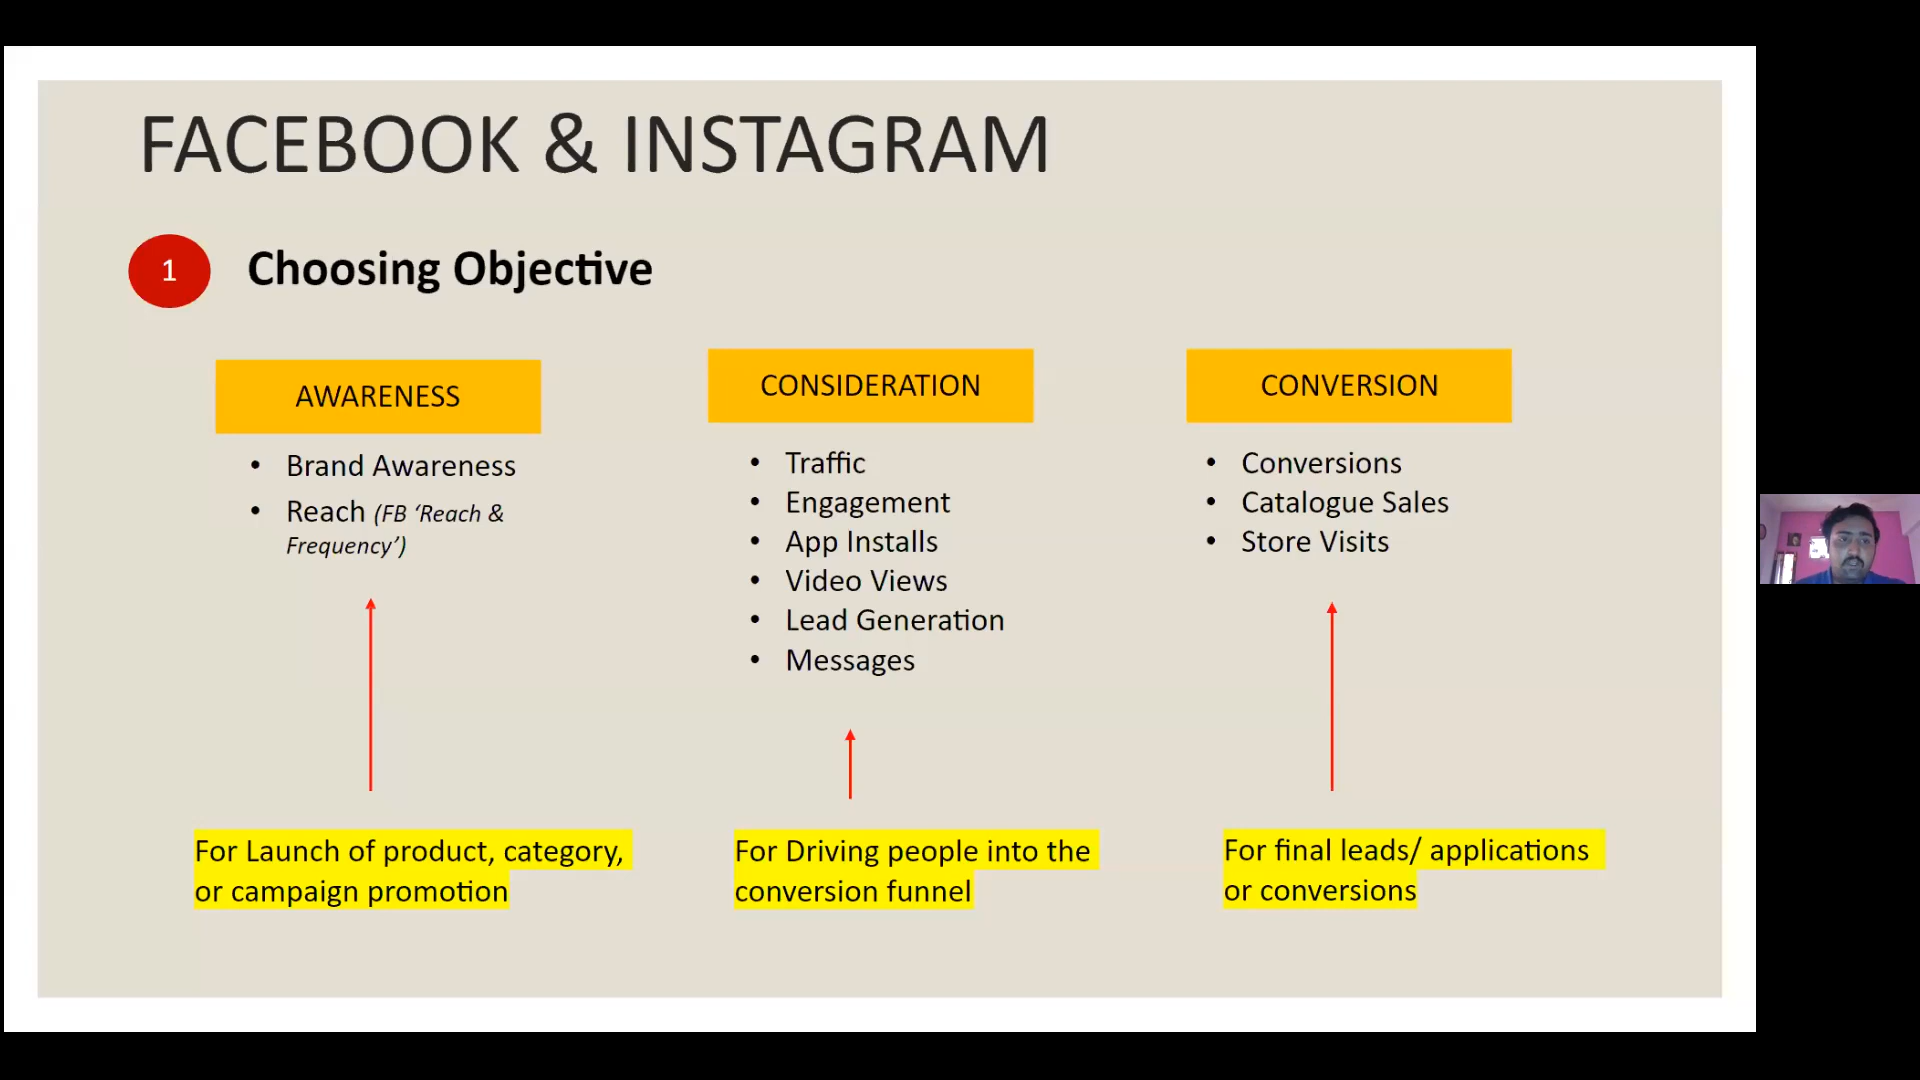 FACEBOOK & INSTAGRAM
1
Choosing Objective
AWARENESS
• Brand Awareness
• Reach (FB ‘Reach &
Frequency’)
For Launch of product, category,
or campaign promotion
CONSIDERATION
• Traffic
• Engagement
• App Installs
• Video Views
• Lead Generation
• Messages
For Driving people into the
conversion funnel
CONVERSION
• Conversions
• Catalogue Sales
• Store Visits
For final leads/ applications
or conversions